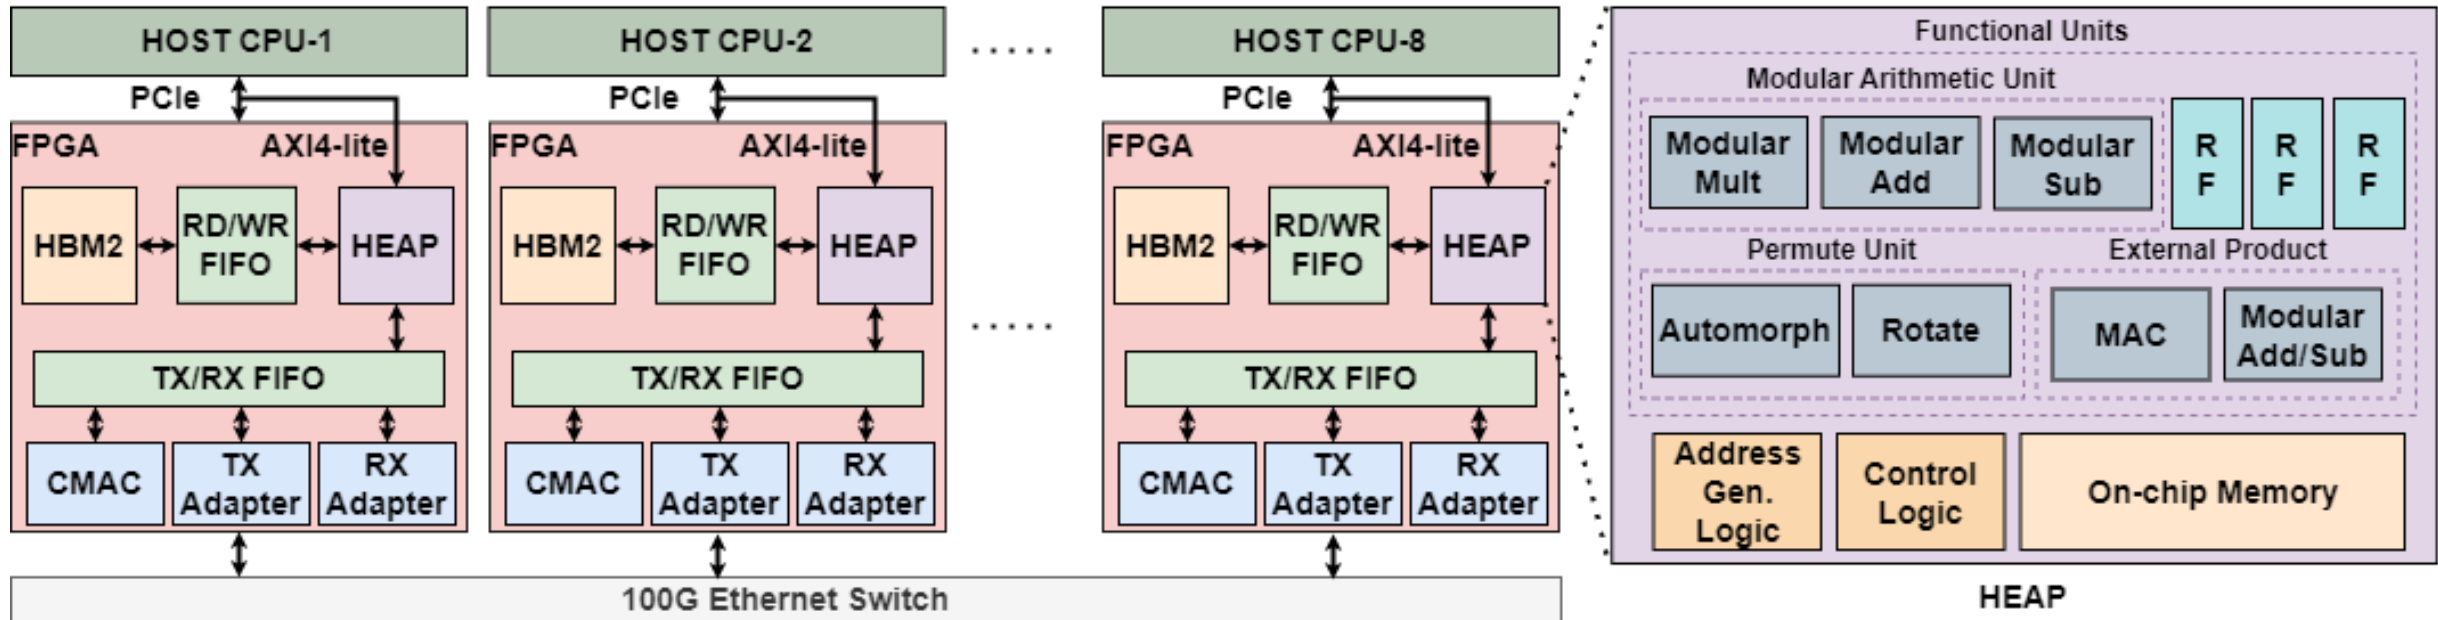 HOST CPU-1
HOST CPU-2
.....
HOST CPU-8
PCIe
PCIe
PCIe
FPGA
AXI4-lite
FPGA
AXI4-lite
FPGA
AXI4-lite
HBM2
RD/WR
FIFO
HEAP
HBM2
RD/WR
FIFO
HEAP
HBM2
RD/WR
FIFO
HEAP
.....
TX/RX FIFO
TX/RX FIFO
TX/RX FIFO
CMAC
TX
Adapter
RX
Adapter
CMAC
TX
Adapter
RX
Adapter
CMAC
TX
Adapter
RX
Adapter
100G Ethernet Switch
Functional Units
Modular Arithmetic Unit
Modular
Mult
Modular
Add
Modular
Sub
R
F
R
F
R
F
Permute Unit
External Product
Automorph
Rotate
MAC
Modular
Add/Sub
Address
Gen.
Logic
Control
Logic
On-chip Memory
HEAP